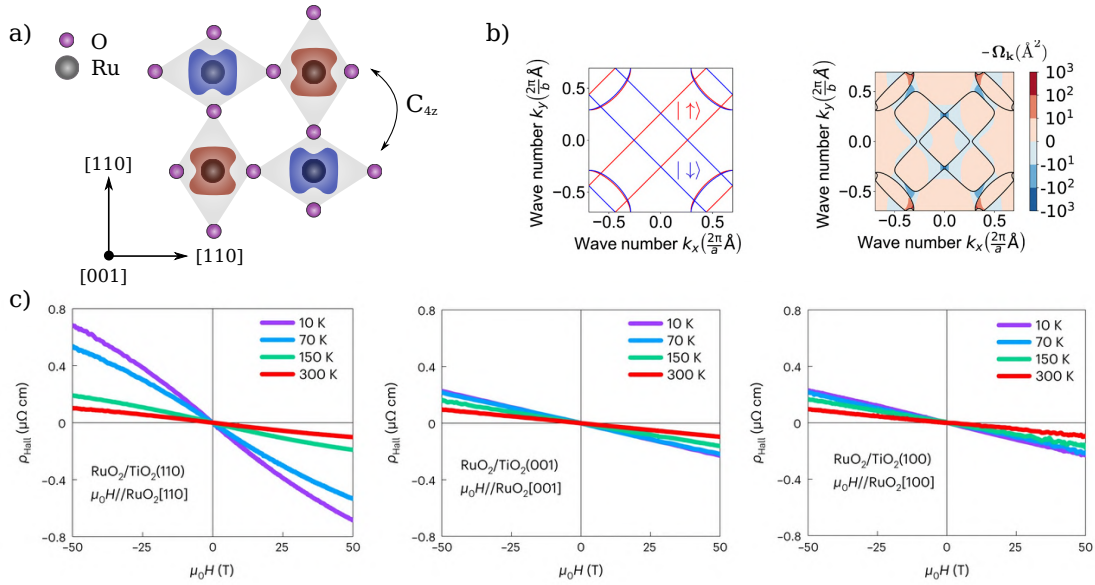 a)
O
Ru
C4z
[110]
[110]
[001]
b)
Wave number ky(2π/b Å)
0.5
0.0
−0.5
|↑⟩
|↓⟩
−0.5 0.0 0.5
Wave number kx(2π/a Å)
Wave number ky(2π/b Å)
0.5
0.0
−0.5
−0.5 0.0 0.5
Wave number kx(2π/a Å)
−Ωk(Å²)
10³
10²
10¹
0
−10¹
−10²
−10³
c)
ρHall (μΩ cm)
0.8
0.4
0
−0.4
−0.8
10 K
70 K
150 K
300 K
RuO₂/TiO₂(110)
μ₀H//RuO₂[110]
−50 −25 0 25 50
μ₀H (T)
ρHall (μΩ cm)
0.8
0.4
0
−0.4
−0.8
10 K
70 K
150 K
300 K
RuO₂/TiO₂(001)
μ₀H//RuO₂[001]
−50 −25 0 25 50
μ₀H (T)
ρHall (μΩ cm)
0.8
0.4
0
−0.4
−0.8
10 K
70 K
150 K
300 K
RuO₂/TiO₂(100)
μ₀H//RuO₂[100]
−50 −25 0 25 50
μ₀H (T)